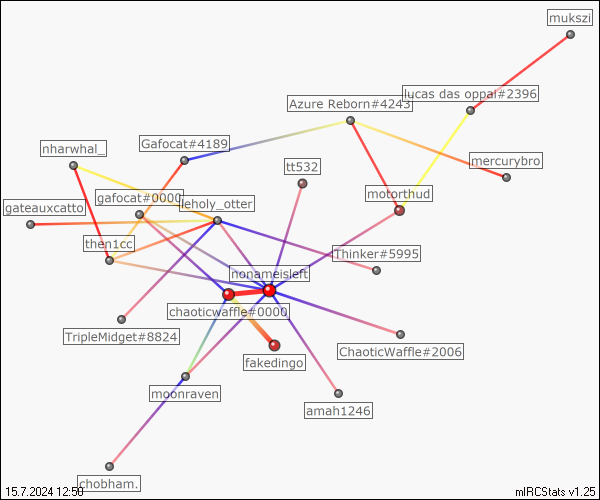 mukszi
lucas das oppai#2396
Azure Reborn#4243
Gafocat#4189
nharwhal_
mercurybro
tt532
motorthud
gafocat#0000
leholy_otter
gateauxcatto
then1cc
Thinker#5995
nonameisleft
chaoticwaffle#0000
TripleMidget#8824
ChaoticWaffle#2006
fakedingo
moonraven
amah1246
chobham.
15.7.2024 12:50
mIRCStats v1.25